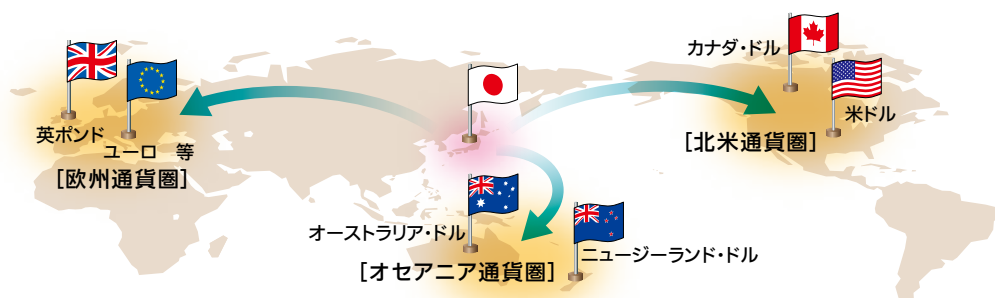 英ポンド
ユーロ 等
[欧州通貨圏]
カナダ・ドル
米ドル
[北米通貨圏]
オーストラリア・ドル
ニュージーランド・ドル
[オセアニア通貨圏]